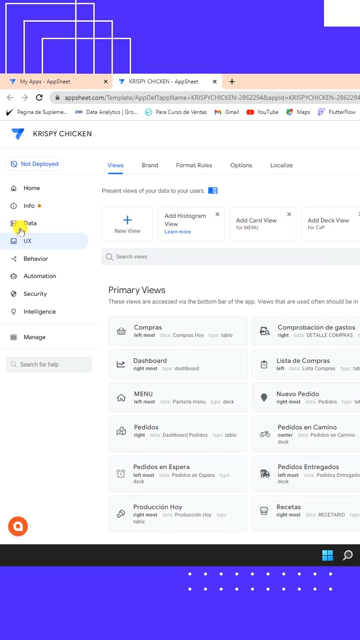 My Apps - AppSheet
KRISPY CHICKEN - AppSheet
appsheet.com/Template/AppDef?appName=KRISPYCHICKEN-2862294&appId=KRISPYCHICKEN-2862294
Pagina de Supleme...
Data Analytics | Gro...
Para Curso de Ventas
Gmail
YouTube
Maps
FlutterFlow
KRISPY CHICKEN
Not Deployed
Home
Info
Data
UX
Behavior
Automation
Security
Intelligence
Manage
Search for help
Views
Brand
Format Rules
Options
Localize
Present views of your data to your users.
New View
Add Histogram
View
Learn more
Add Card View
for MENU
Add Deck View
for CxP
Search views
Primary Views
These views are accessed via the bottom bar of the app. Views that are used often should be in
Compras
left most data: Compras Hoy type: table
Comprobación de gastos
right most data: DETALLE COMPRAS
table
Dashboard
right most type: dashboard
Lista de Compras
left most data: Compras
MENU
left most data: Pantalla menu type: deck
Nuevo Pedido
right most data: Pedidos
Pedidos
right data: Dashboard Pedidos type: table
Pedidos en Camino
center data: Pedidos en Camino
deck
Pedidos en Espera
left most data: Pedidos en Espera type:
deck
Pedidos Entregados
left most data: Pedidos Entregados
deck
Producción Hoy
right most data: Producción Hoy type:
table
Recetas
right most data: RECETARIO